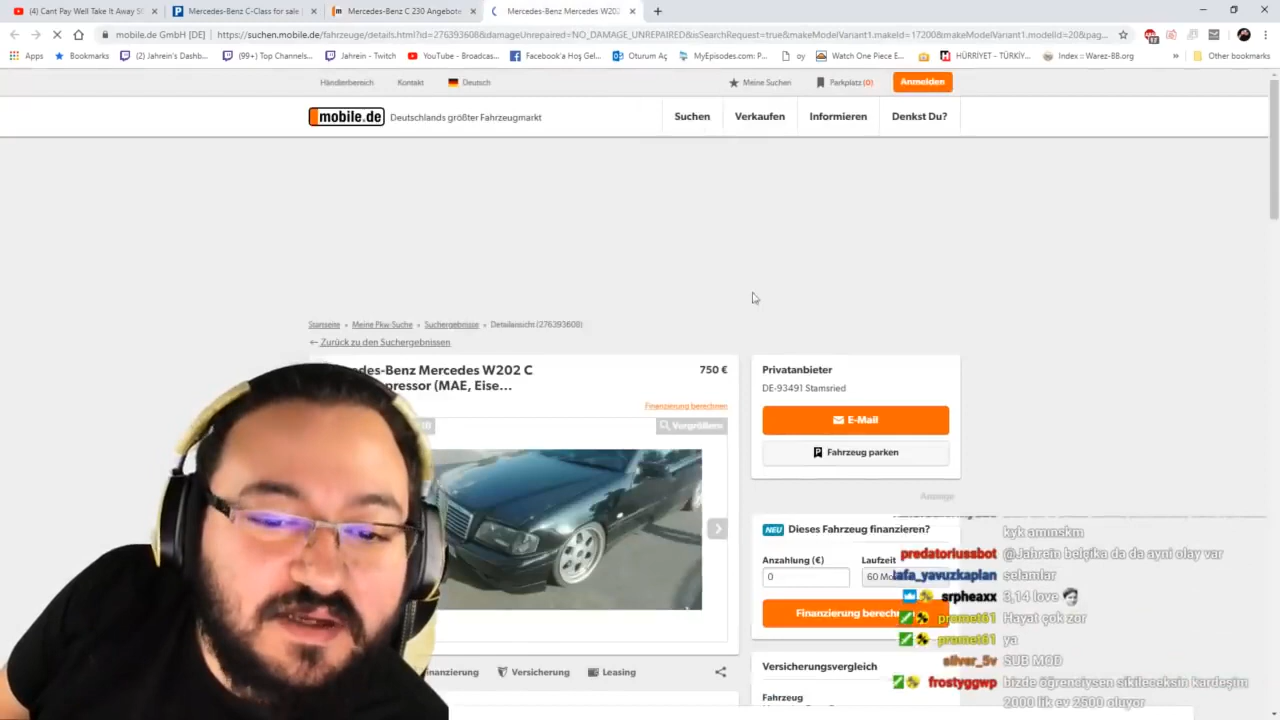 (4) Cant Pay Well Take It Away S
Mercedes-Benz C-Class for sale
Mercedes-Benz C 230 Angebote
Mercedes-Benz Mercedes W202
mobile.de GmbH [DE]
https://suchen.mobile.de/fahrzeuge/details.html?id=276393608&damageUnrepaired=NO_DAMAGE_UNREPAIRED&isSearchRequest=true&makeModelVariant1.makeId=17200&makeModelVariant1.modelId=20&pag...
Apps
Bookmarks
(2) Jahrein's Dashb...
(99+) Top Channels...
Jahrein - Twitch
YouTube - Broadcas...
Facebook'a Hoş Gel...
Oturum Aç
MyEpisodes.com: P...
oy
Watch One Piece E...
HÜRRİYET - TÜRKİY...
Index :: Warez-BB.org
»
Other bookmarks
Händlerbereich
Kontakt
Deutsch
Meine Suchen
Parkplatz (0)
Anmelden
mobile.de
Deutschlands größter Fahrzeugmarkt
Suchen
Verkaufen
Informieren
Denkst Du?
Startseite
Meine Pkw-Suche
Suchergebnisse
Detailansicht (276393608)
← Zurück zu den Suchergebnissen
des-Benz Mercedes W202 C
pressor (MAE, Eise...
750 €
Finanzierung berechnen
Vergrößern
Privatanbieter
DE-93491 Stamsried
E-Mail
Fahrzeug parken
Anzeige
NEU Dieses Fahrzeug finanzieren?
Anzahlung (€)
Laufzeit
0
60 Mo
Finanzierung berech
Versicherungsvergleich
Fahrzeug
nanzierung
Versicherung
Leasing
kyk amınskm
predatoriussbot @Jahrein belçika da da ayni olay var
lafa_yavuzkaplan selamlar
srpheaxx 3,14 love
promet61 Hayat çok zor
promet61 ya
silver_5v SUB MOD
frostyggwp bizde öğrenciysen sikileceksin kardeşim
2000 lik ev 2500 oluyor